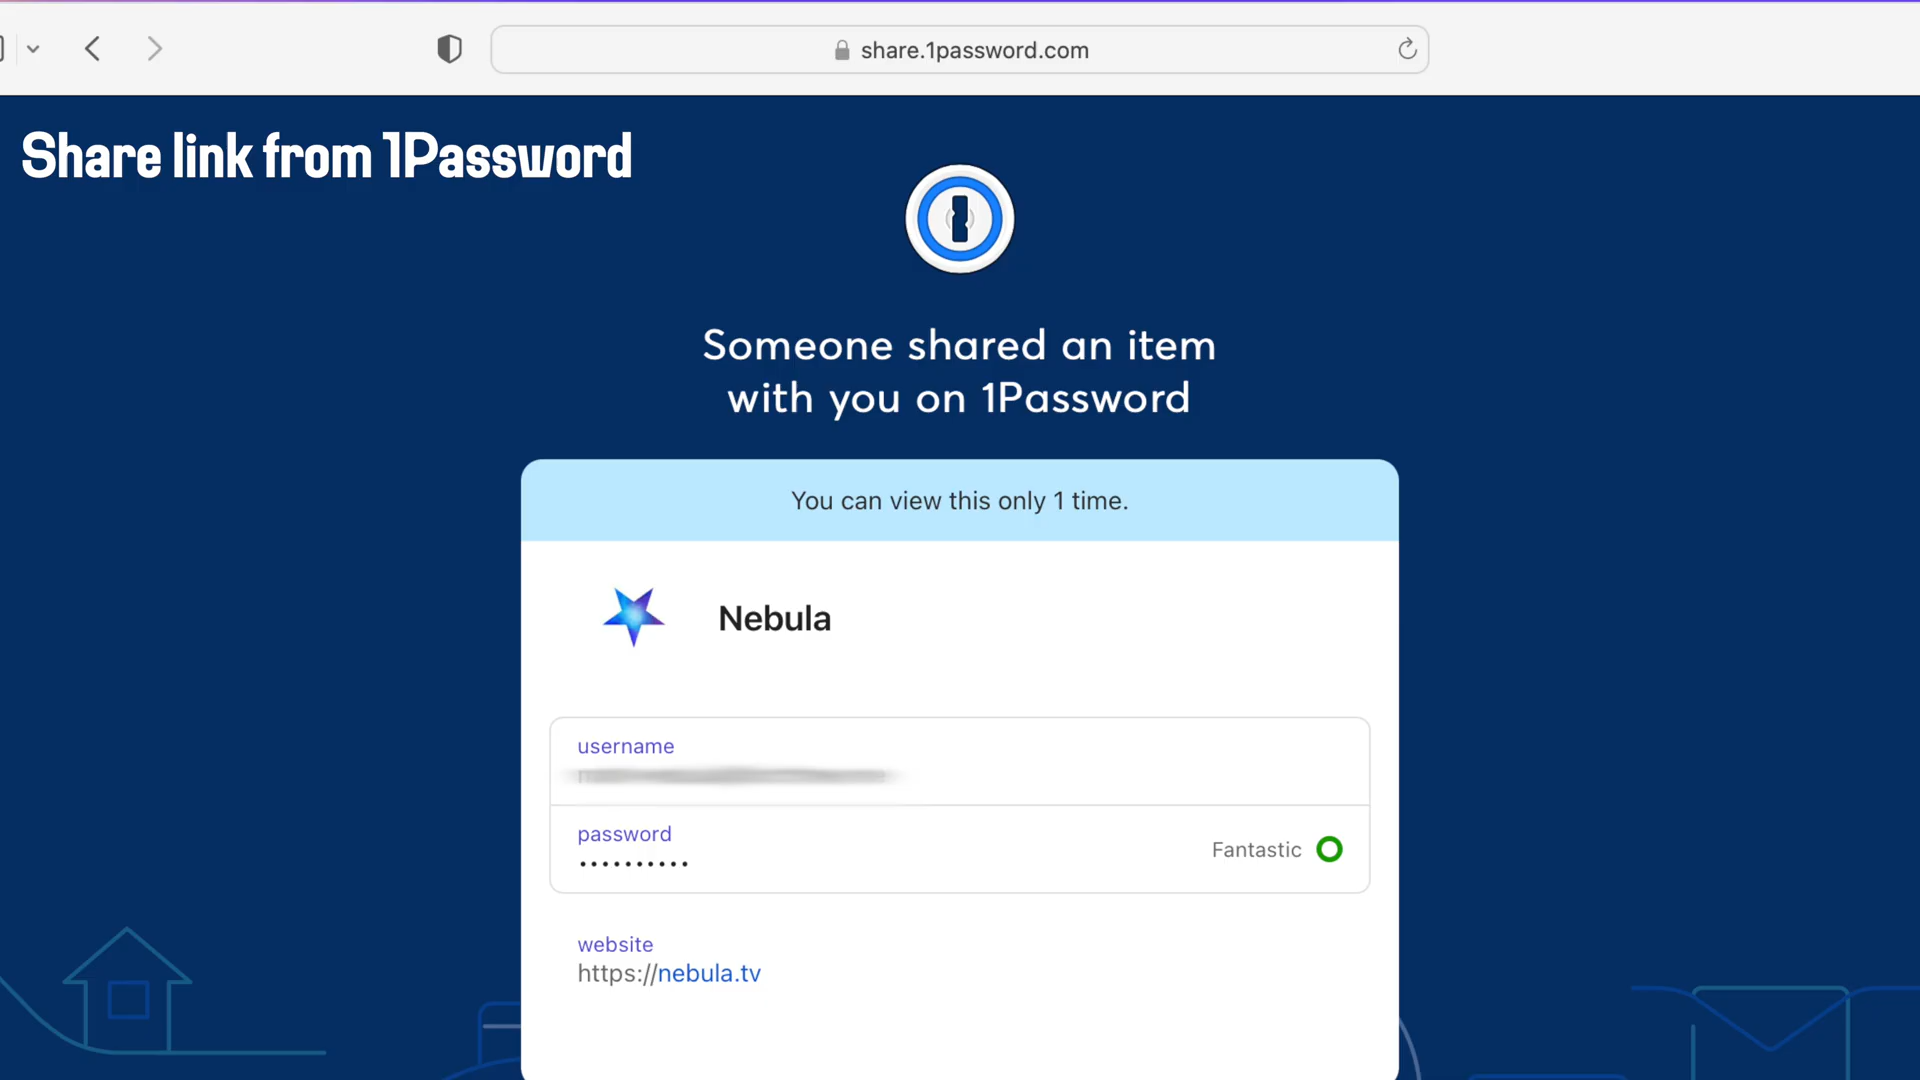 share.1password.com
Share link from 1Password
Someone shared an item
with you on 1Password
You can view this only 1 time.
Nebula
username
password
••••••••••
Fantastic
website
https://nebula.tv